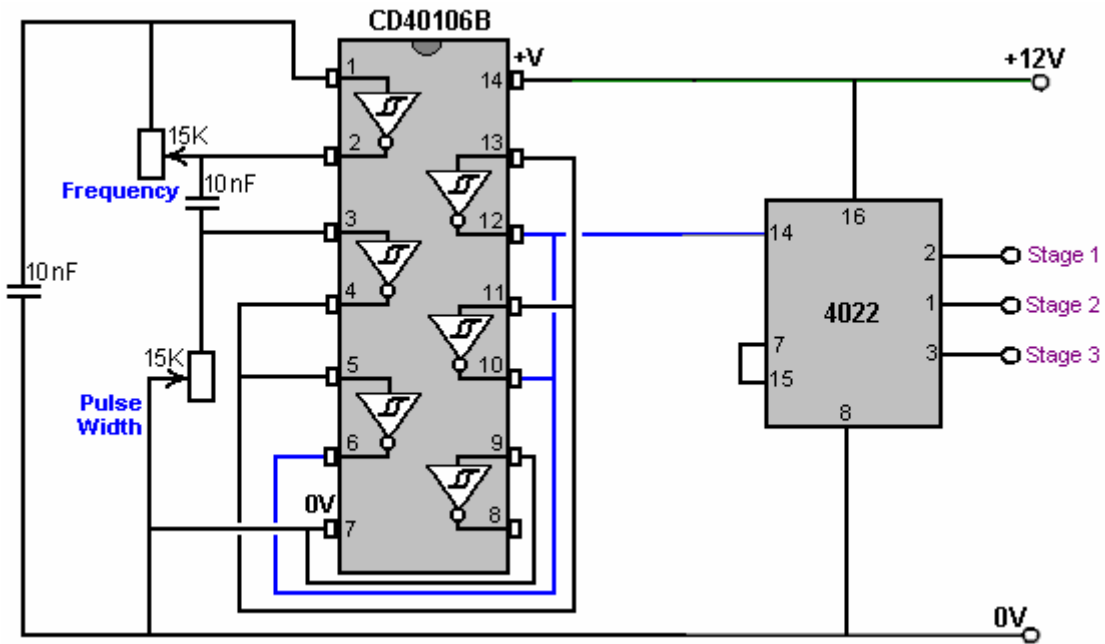 CD40106B
+V
+12V
1
14
15K
2
13
Frequency
10nF
3
12
14
16
2
Stage 1
10nF
4
11
4022
1
Stage 2
15K
5
10
7
15
3
Stage 3
Pulse
Width
6
9
8
0V
7
8
0V